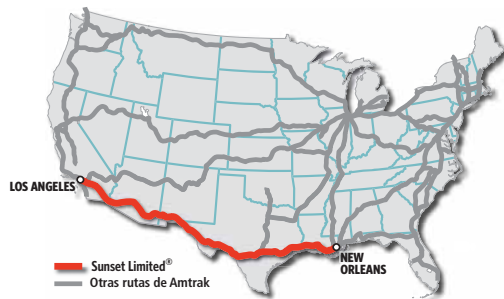 LOS ANGELES
NEW
ORLEANS
Sunset Limited®
Otras rutas de Amtrak